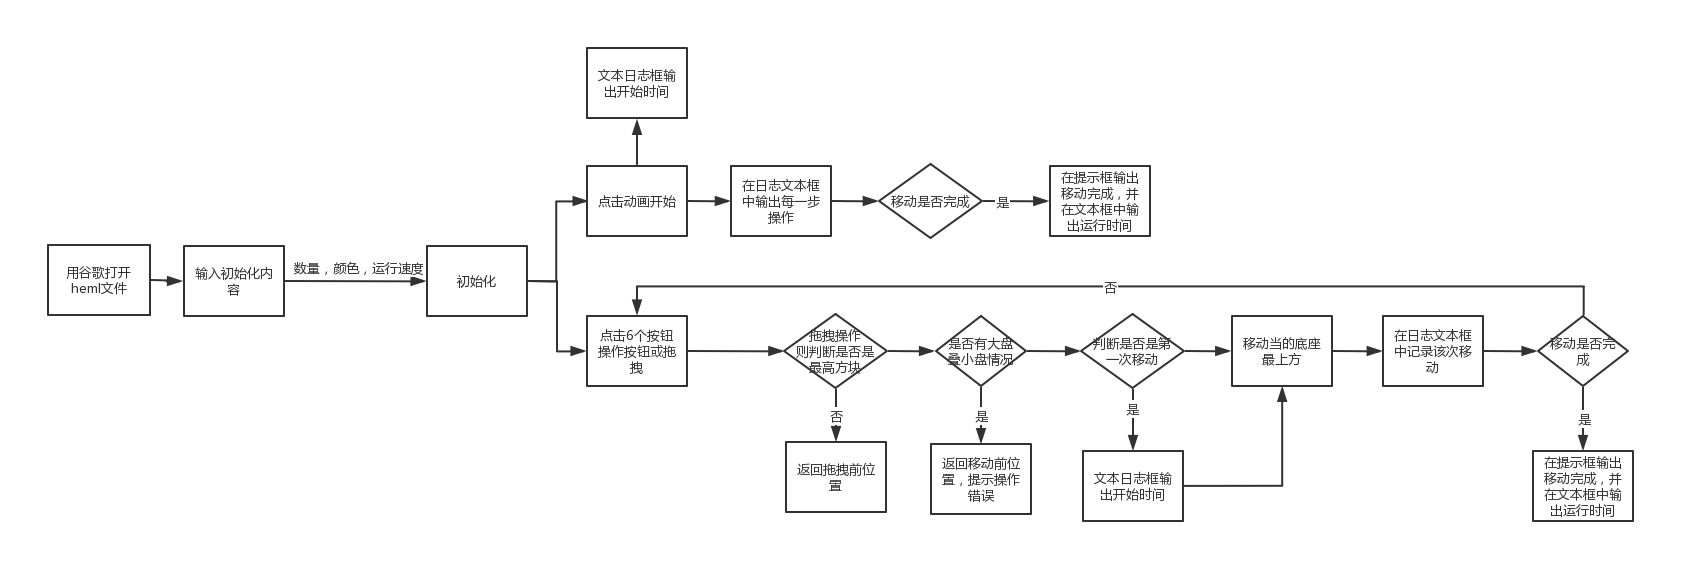 文本日志框输
出开始时间
点击动画开始
在日志文本框
中输出每一步
操作
移动是否完成
是
在提示框输出
移动完成，并
在文本框中输
出运行时间
用谷歌打开
heml文件
输入初始化内
容
数量，颜色，运行速度
初始化
否
点击6个按钮
操作按钮或拖
拽
拖拽操作
则判断是否是
最高方块
是否有大盘
叠小盘情况
判断是否是第
一次移动
移动当的底座
最上方
在日志文本框
中记录该次移
动
移动是否完
成
否
是
是
是
返回拖拽前位
置
返回移动前位
置，提示操作
错误
文本日志框输
出开始时间
在提示框输出
移动完成，并
在文本框中输
出运行时间